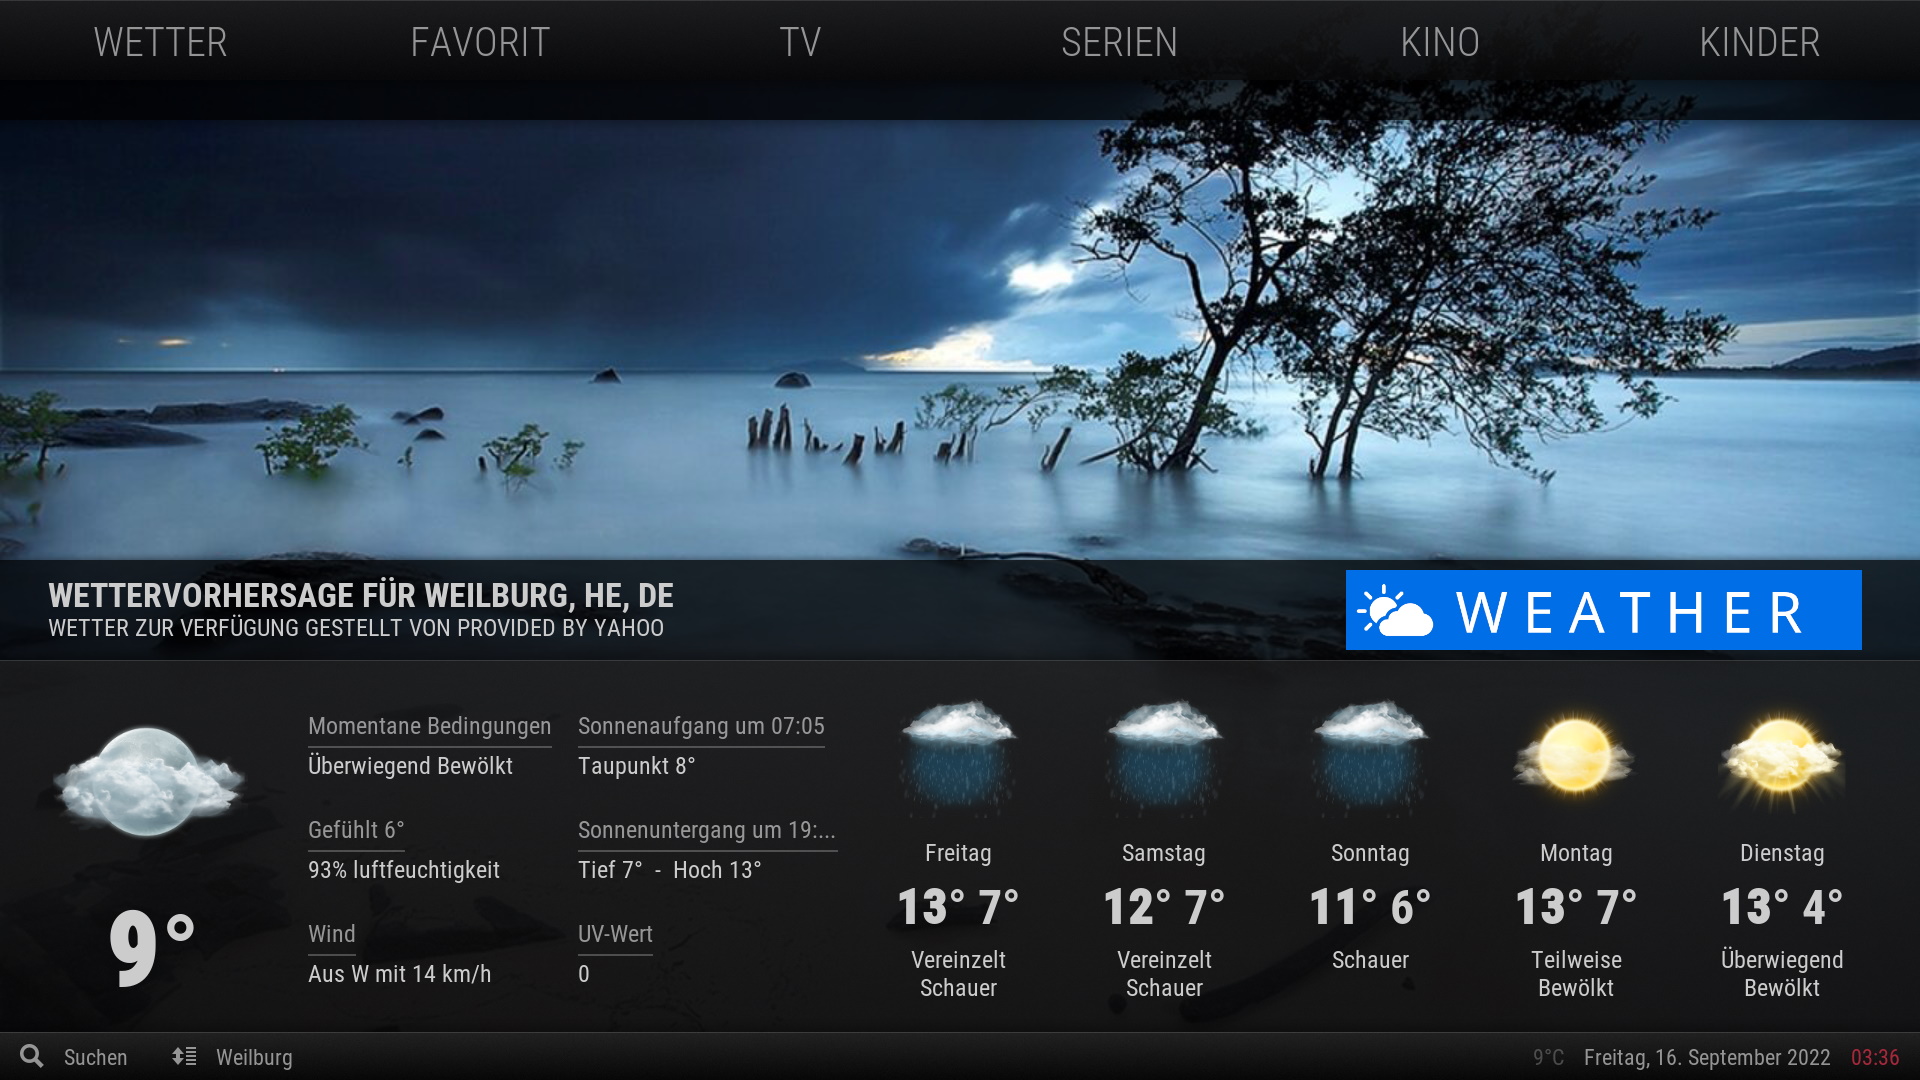 WETTER FAVORIT TV SERIEN KINO KINDER
WETTERVORHERSAGE FÜR WEILBURG, HE, DE
WETTER ZUR VERFÜGUNG GESTELLT VON PROVIDED BY YAHOO
WEATHER
9°
Momentane Bedingungen
Überwiegend Bewölkt
Gefühlt 6°
93% luftfeuchtigkeit
Wind
Aus W mit 14 km/h
Sonnenaufgang um 07:05
Taupunkt 8°
Sonnenuntergang um 19:...
Tief 7° - Hoch 13°
UV-Wert
0
Freitag
13° 7°
Vereinzelt
Schauer
Samstag
12° 7°
Vereinzelt
Schauer
Sonntag
11° 6°
Schauer
Montag
13° 7°
Teilweise
Bewölkt
Dienstag
13° 4°
Überwiegend
Bewölkt
Suchen Weilburg 9°C Freitag, 16. September 2022 03:36